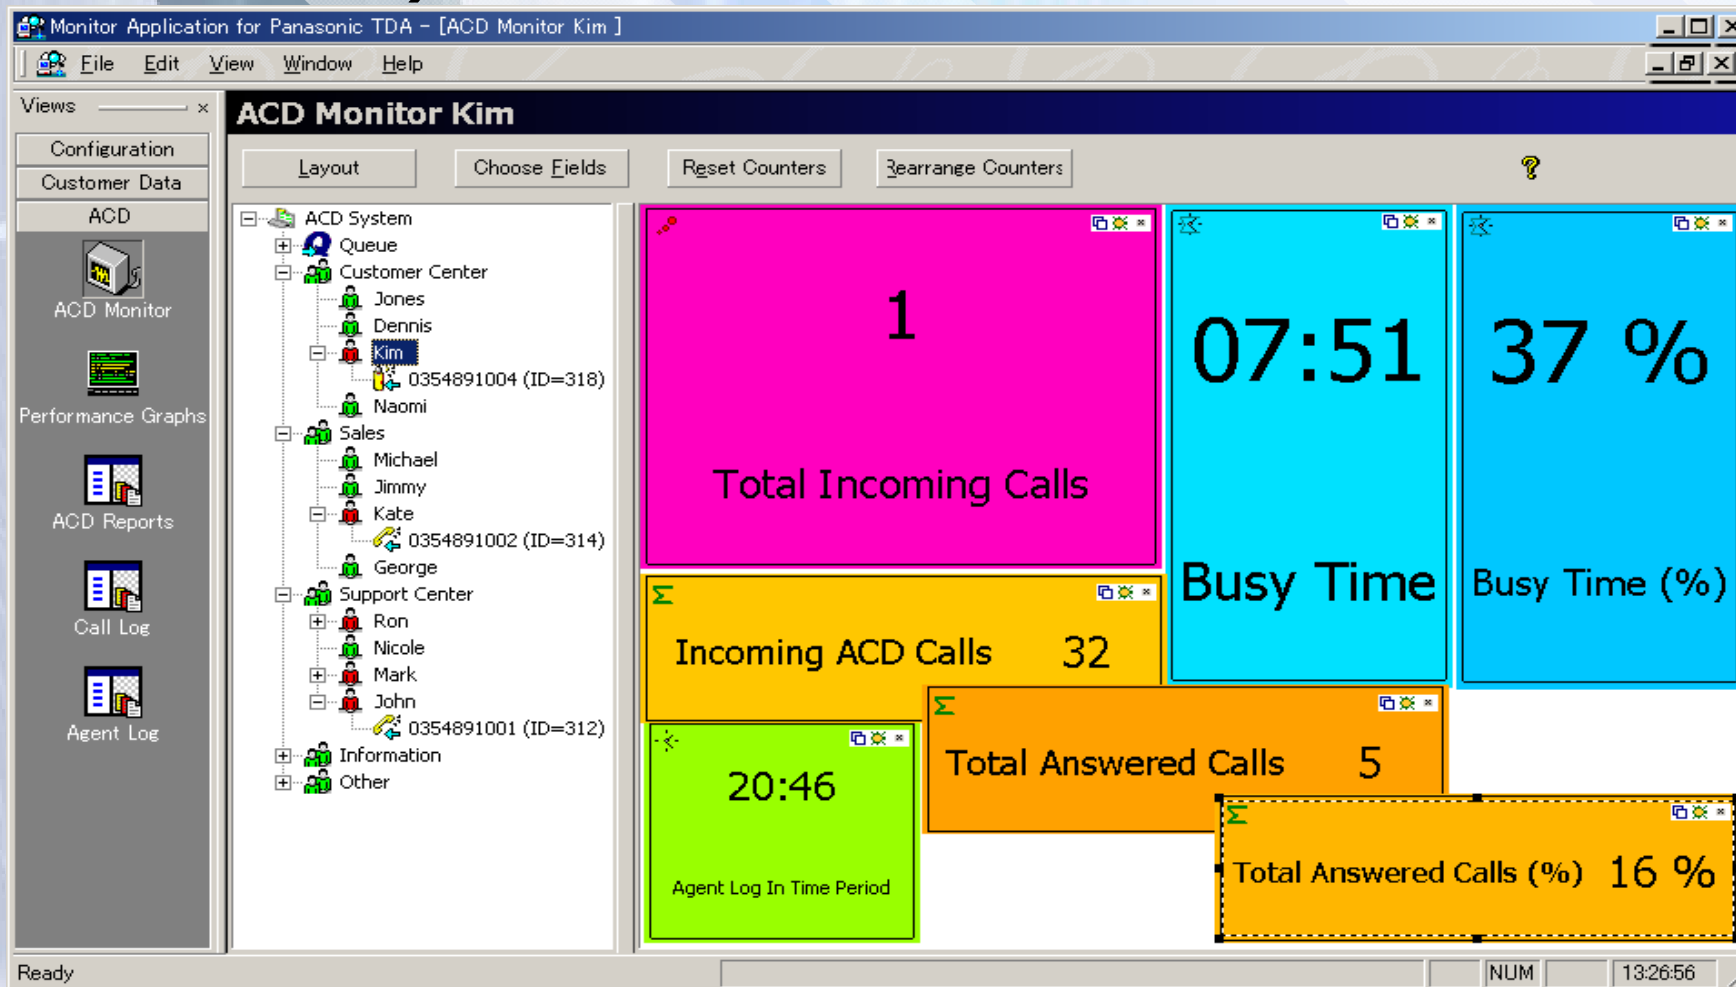 Monitor Application for Panasonic TDA - [ACD Monitor Kim ]
File Edit View Window Help
Views
ACD Monitor Kim
Configuration
Customer Data
ACD
Layout
Choose Fields
Reset Counters
Rearrange Counters
?
ACD Monitor
Performance Graphs
ACD Reports
Call Log
Agent Log
ACD System
Queue
Customer Center
Jones
Dennis
Kim
0354891004 (ID=318)
Naomi
Sales
Michael
Jimmy
Kate
0354891002 (ID=314)
George
Support Center
Ron
Nicole
Mark
John
0354891001 (ID=312)
Information
Other
1
Total Incoming Calls
07:51
Busy Time
37 %
Busy Time (%)
Σ
Incoming ACD Calls 32
Σ
Total Answered Calls 5
20:46
Agent Log In Time Period
Σ
Total Answered Calls (%) 16 %
Ready
NUM
13:26:56